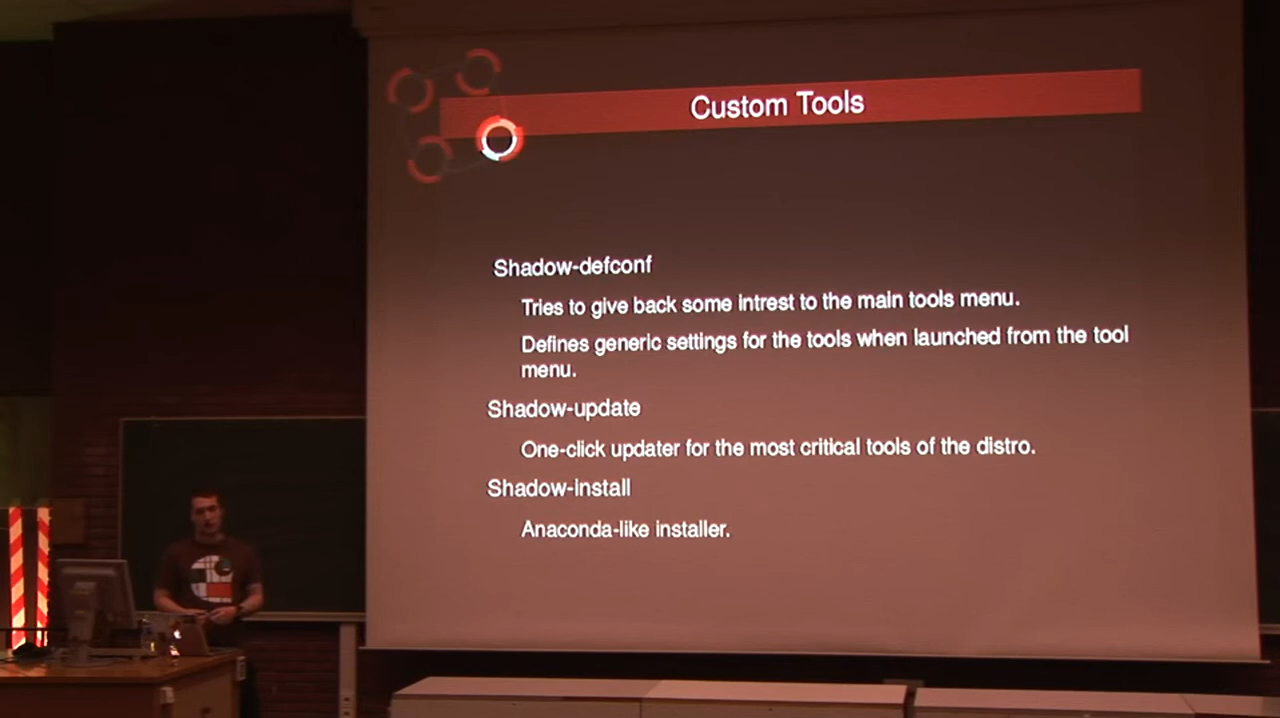 Custom Tools
Shadow-defconf
Tries to give back some intrest to the main tools menu.
Defines generic settings for the tools when launched from the tool
menu.
Shadow-update
One-click updater for the most critical tools of the distro.
Shadow-install
Anaconda-like installer.